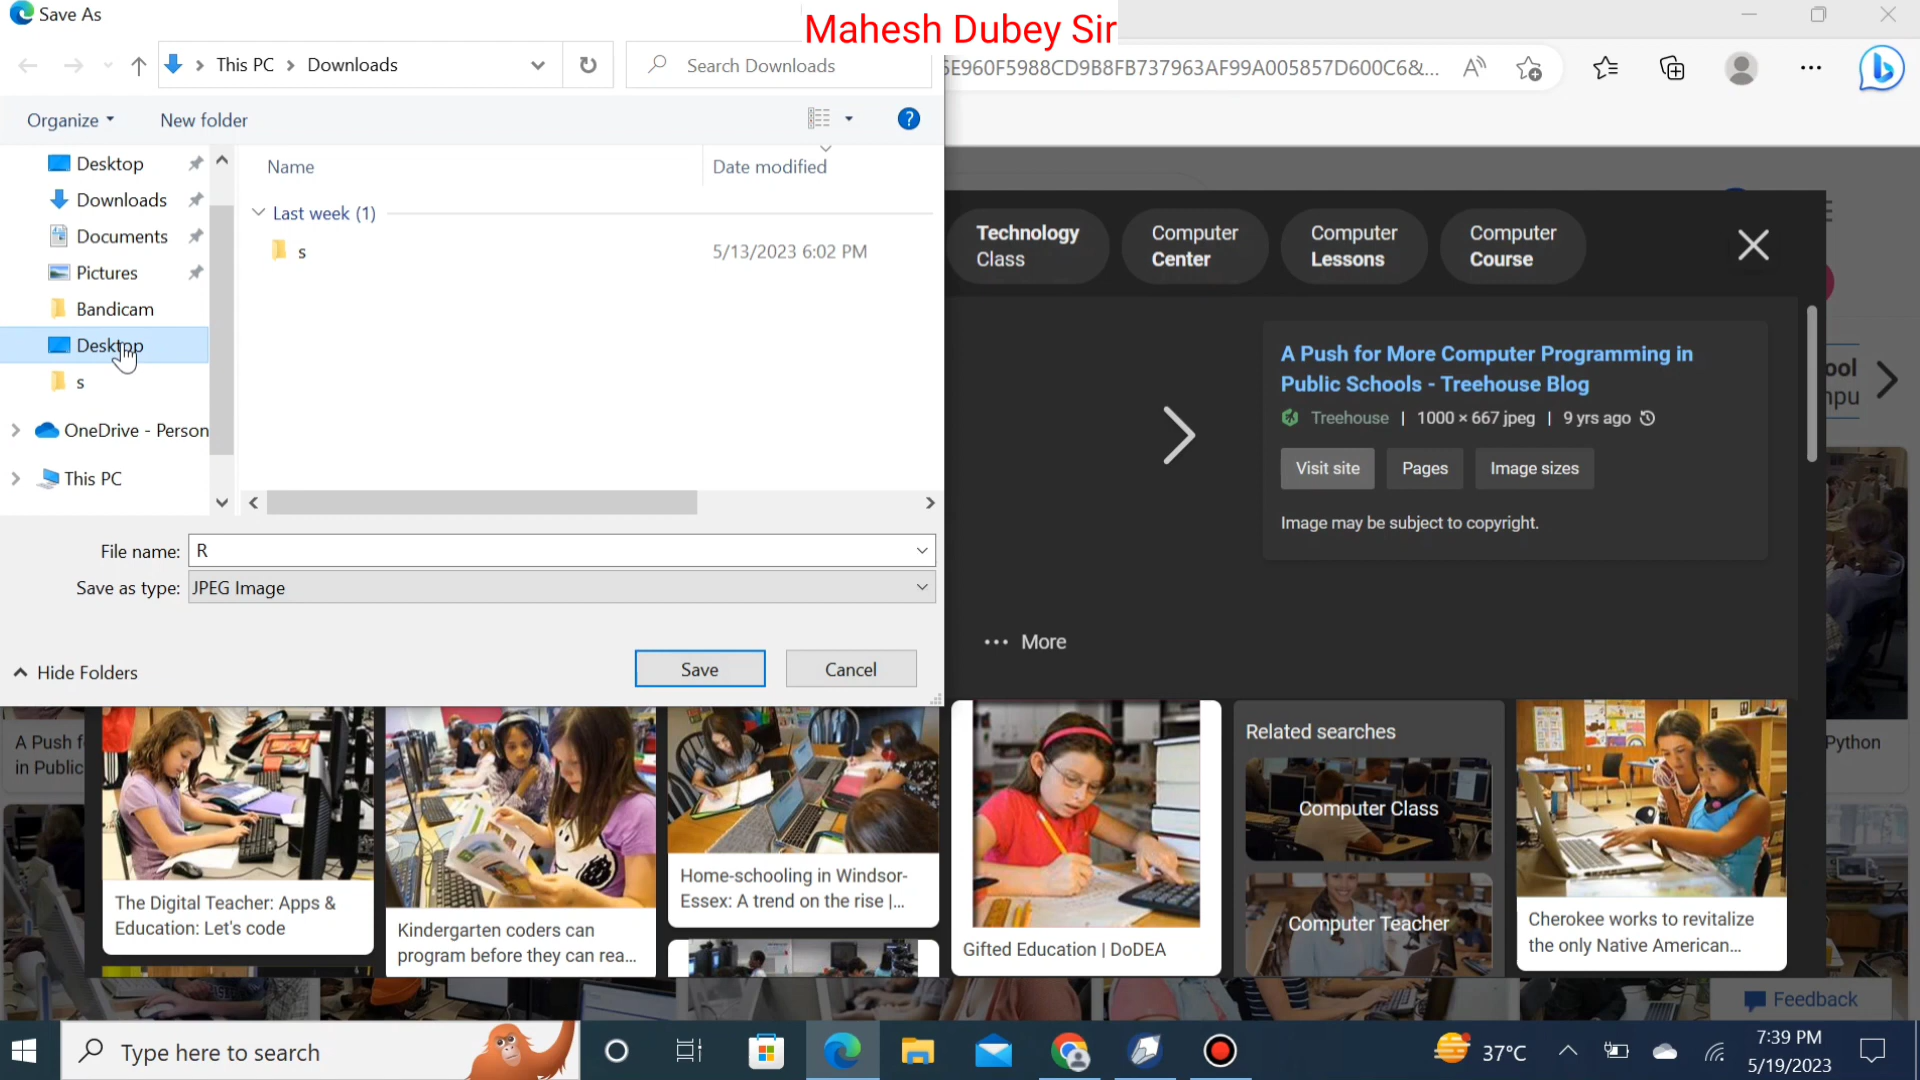 Save As
Mahesh Dubey Sir
This PC
Downloads
Search Downloads
5E960F5988CD9B8FB737963AF99A005857D600C6&...
Organize
New folder
Name
Date modified
Desktop
Downloads
Documents
Pictures
Bandicam
Desktop
s
OneDrive - Person
This PC
Last week (1)
s
5/13/2023 6:02 PM
File name:
R
Save as type:
JPEG Image
Hide Folders
Save
Cancel
Technology
Class
Computer
Center
Computer
Lessons
Computer
Course
A Push for More Computer Programming in
Public Schools - Treehouse Blog
Treehouse | 1000 × 667 jpeg | 9 yrs ago
Visit site
Pages
Image sizes
Image may be subject to copyright.
More
A Push f
in Public
The Digital Teacher: Apps &
Education: Let's code
Kindergarten coders can
program before they can rea...
Home-schooling in Windsor-
Essex: A trend on the rise |...
Gifted Education | DoDEA
Related searches
Computer Class
Computer Teacher
Cherokee works to revitalize
the only Native American...
ool
npu
Python
Feedback
Type here to search
37°C
7:39 PM
5/19/2023